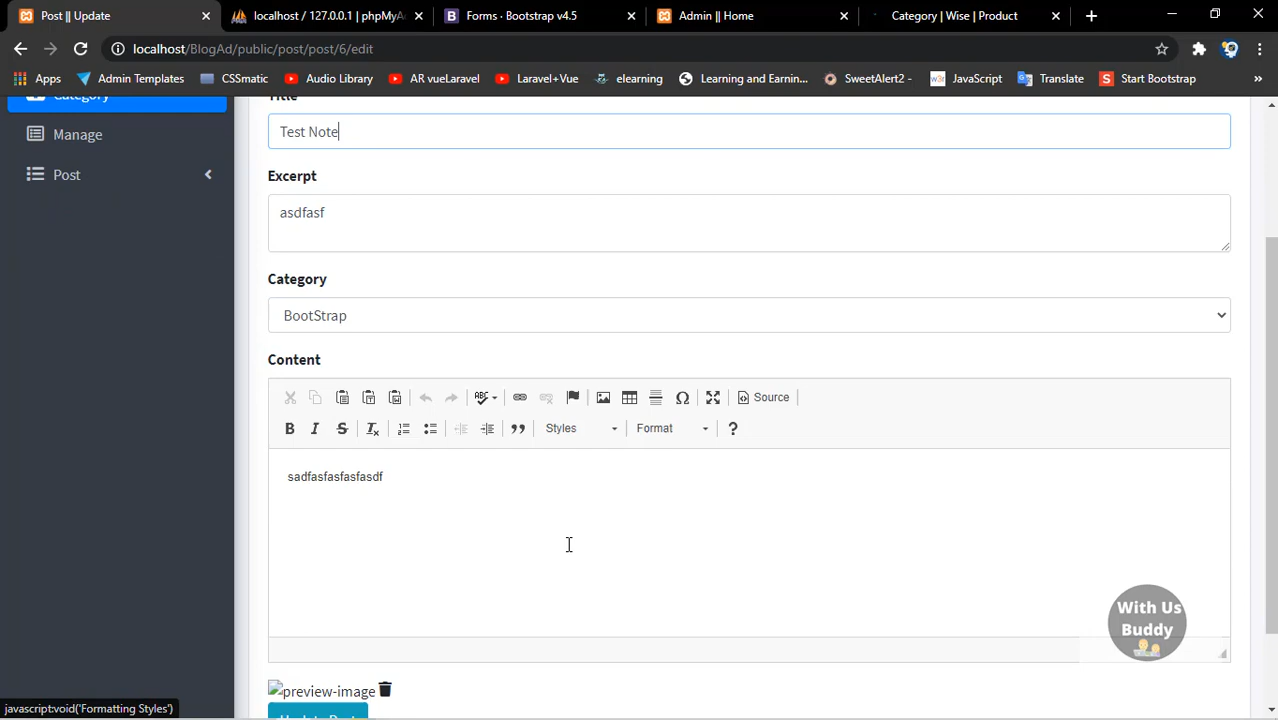 Post || Update
localhost / 127.0.0.1 | phpMyA
Forms · Bootstrap v4.5
Admin || Home
Category | Wise | Product
localhost/BlogAd/public/post/post/6/edit
Apps
Admin Templates
CSSmatic
Audio Library
AR vueLaravel
Laravel+Vue
elearning
Learning and Earnin...
SweetAlert2 -
JavaScript
Translate
Start Bootstrap
»
Category
Manage
Post
Title
Test Note
Excerpt
asdfasf
Category
BootStrap
Content
Source
Styles
Format
sadfasfasfasfasdf
With Us
Buddy
preview-image
Update Post
javascript:void('Formatting Styles')